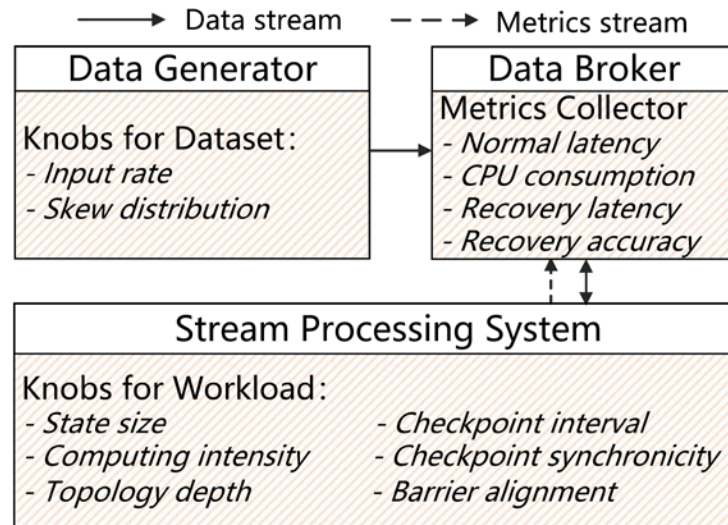 Data stream
Metrics stream
Data Generator
Knobs for Dataset:
- Input rate
- Skew distribution
Data Broker
Metrics Collector
- Normal latency
- CPU consumption
- Recovery latency
- Recovery accuracy
Stream Processing System
Knobs for Workload:
- State size
- Computing intensity
- Topology depth
- Checkpoint interval
- Checkpoint synchronicity
- Barrier alignment